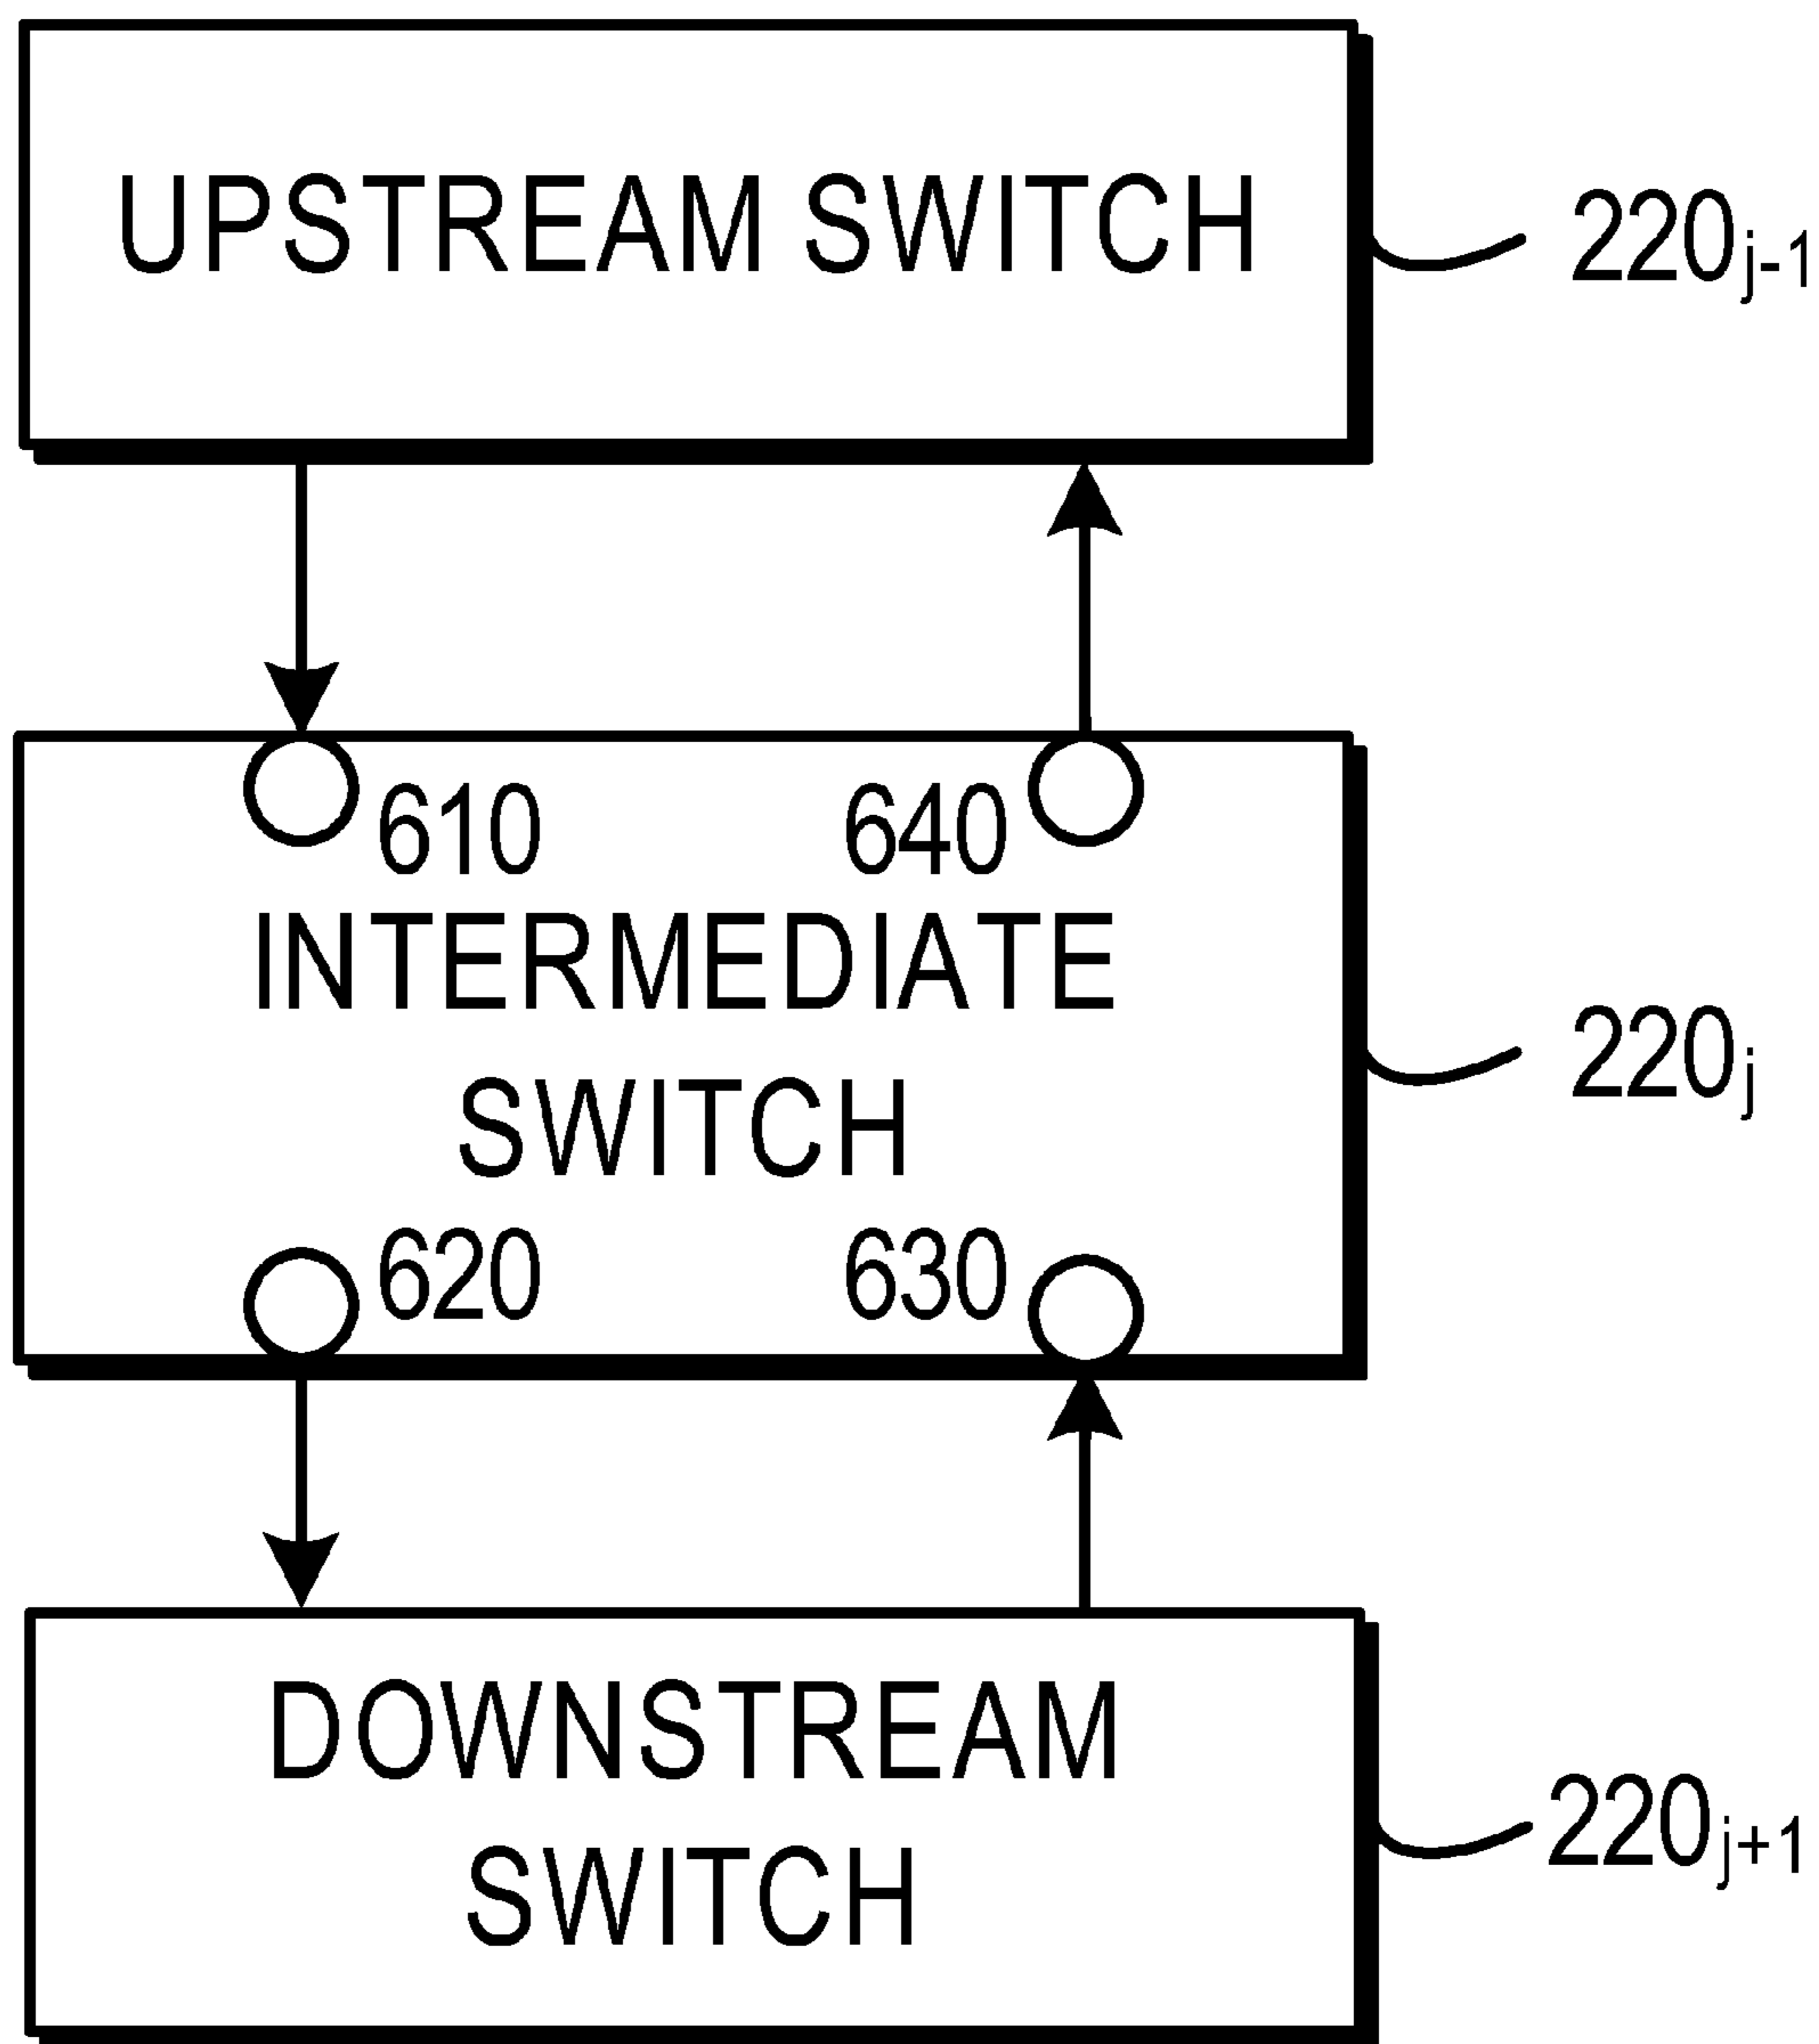 UPSTREAM SWITCH
220j-1
610 640
INTERMEDIATE
SWITCH
220j
620 630
DOWNSTREAM
SWITCH
220j+1